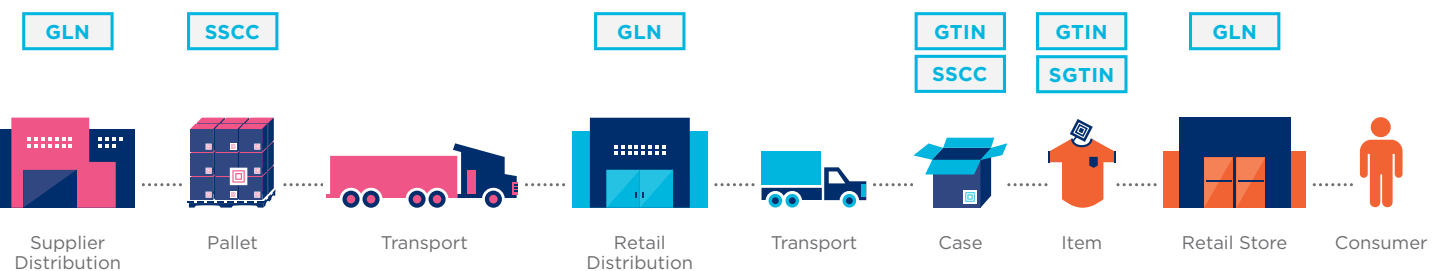 GLN
SSCC
GLN
GTIN
SSCC
GTIN
SGTIN
GLN
Supplier
Distribution
Pallet
Transport
Retail
Distribution
Transport
Case
Item
Retail Store
Consumer